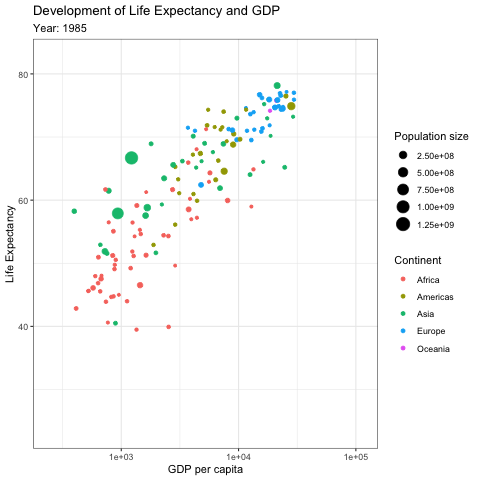 Development of Life Expectancy and GDP
Year: 1985
80
60
40
Life Expectancy
1e+03
1e+04
1e+05
GDP per capita
Population size
2.50e+08
5.00e+08
7.50e+08
1.00e+09
1.25e+09
Continent
Africa
Americas
Asia
Europe
Oceania